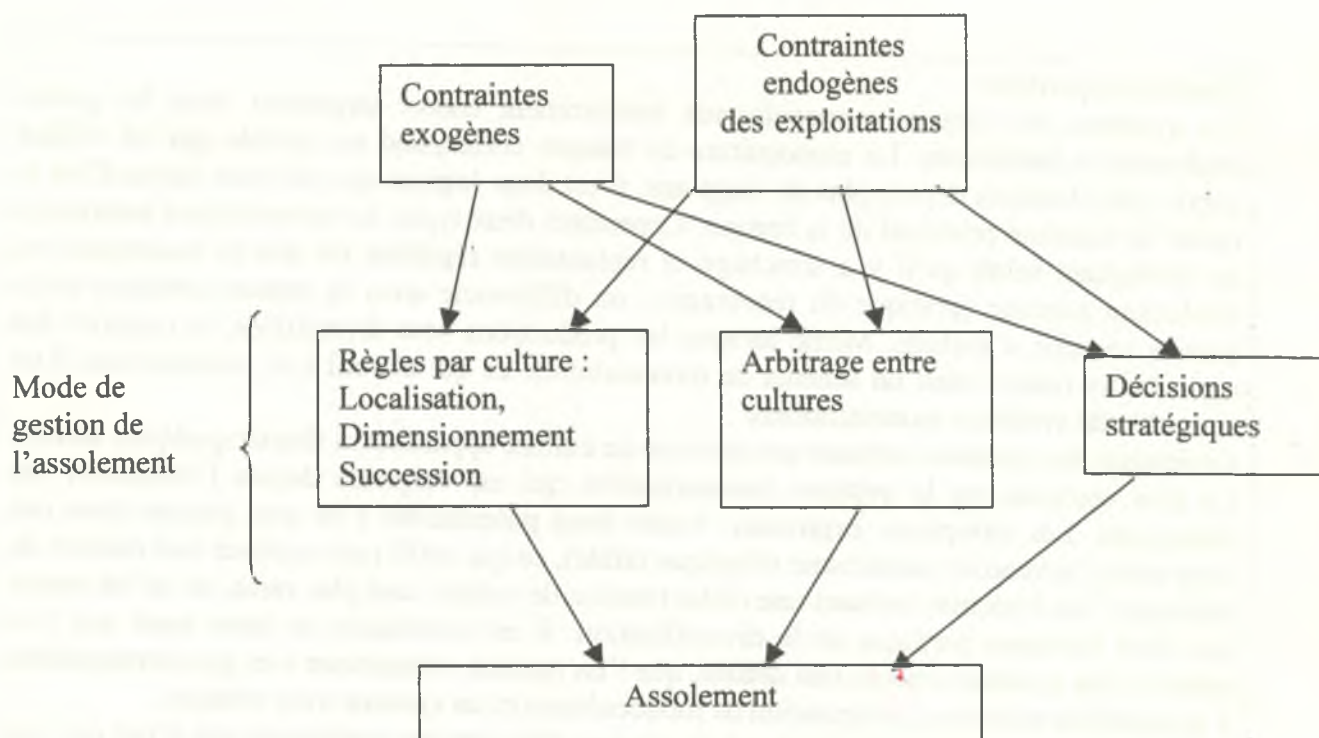 Contraintes
exogènes
Contraintes
endogènes
des exploitations
Mode de
gestion de
l’assolement
Règles par culture :
Localisation,
Dimensionnement
Succession
Arbitrage entre
cultures
Décisions
stratégiques
Assolement